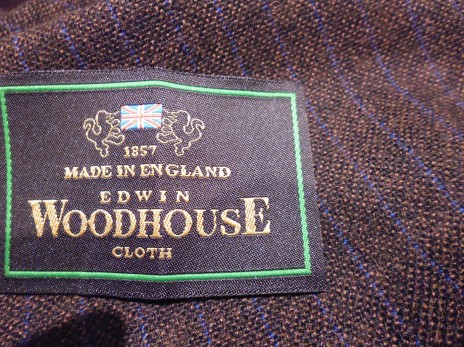 1857
MADE IN ENGLAND
EDWIN
WOODHOUSE
CLOTH